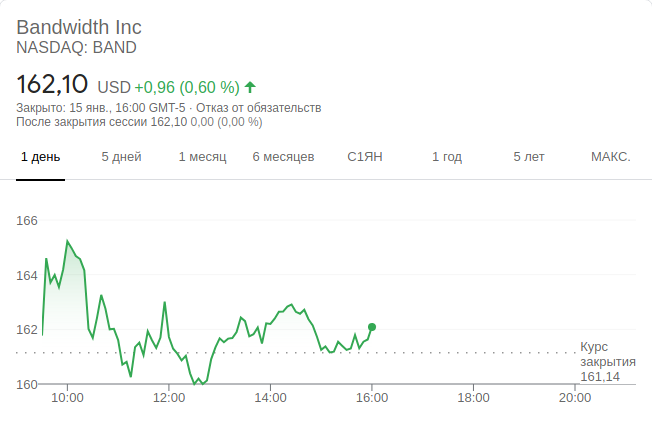 Bandwidth Inc
NASDAQ: BAND
162,10 USD +0,96 (0,60 %)
Закрыто: 15 янв., 16:00 GMT-5 · Отказ от обязательств
После закрытия сессии 162,10 0,00 (0,00 %)
1 день 5 дней 1 месяц 6 месяцев С1ЯН 1 год 5 лет МАКС.
166
164
162
Курс
закрытия
161,14
160
10:00 12:00 14:00 16:00 18:00 20:00